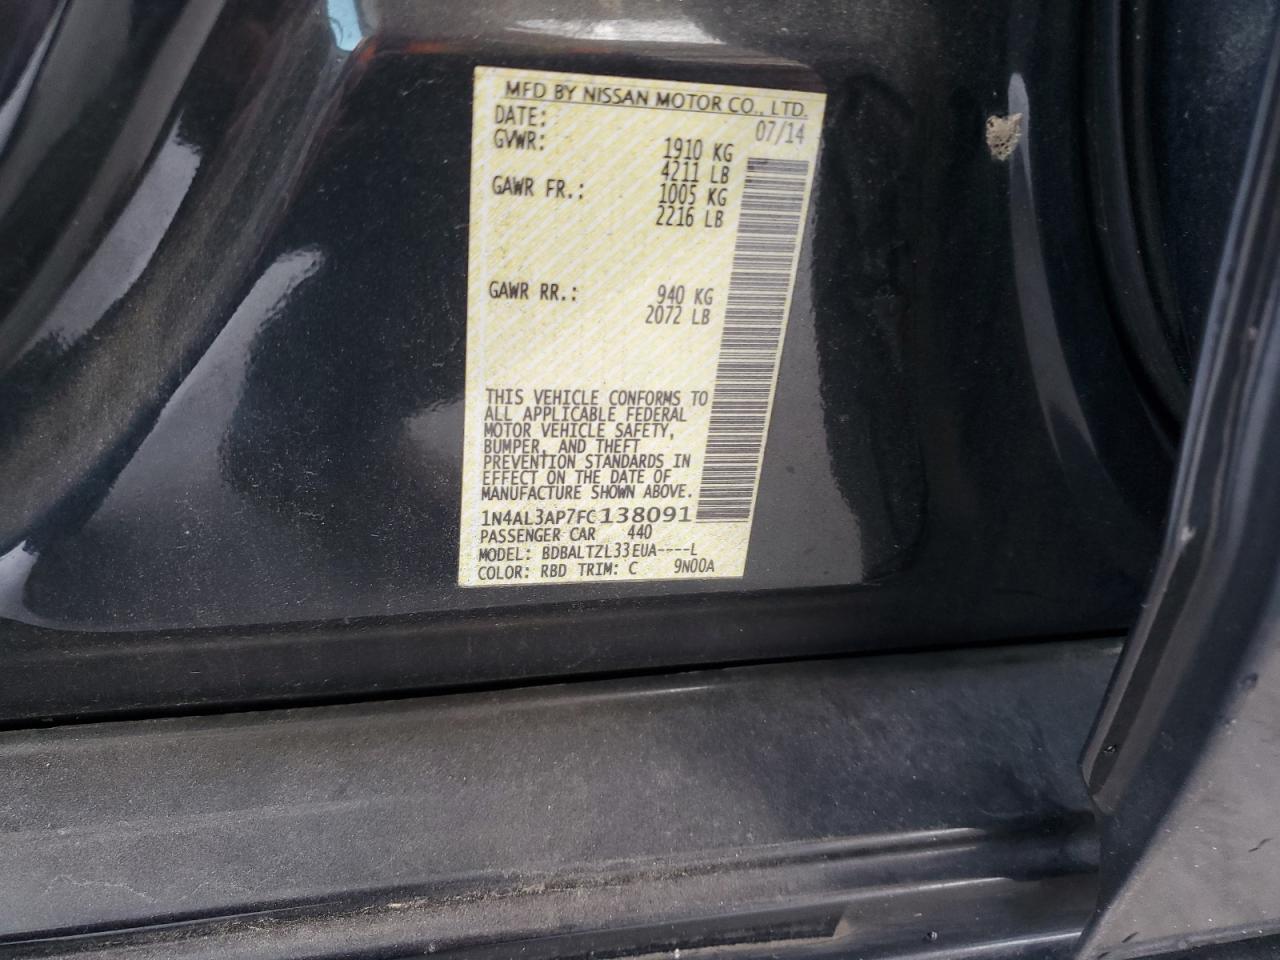 MFD BY NISSAN MOTOR CO., LTD.
DATE: 07/14
GVWR: 1910 KG
4211 LB
GAWR FR.: 1005 KG
2216 LB
GAWR RR.: 940 KG
2072 LB
THIS VEHICLE CONFORMS TO
ALL APPLICABLE FEDERAL
MOTOR VEHICLE SAFETY,
BUMPER, AND THEFT
PREVENTION STANDARDS IN
EFFECT ON THE DATE OF
MANUFACTURE SHOWN ABOVE.
1N4AL3AP7FC138091
PASSENGER CAR 440
MODEL: BDBALTZL33EUA----L
COLOR: RBD TRIM: C 9N00A